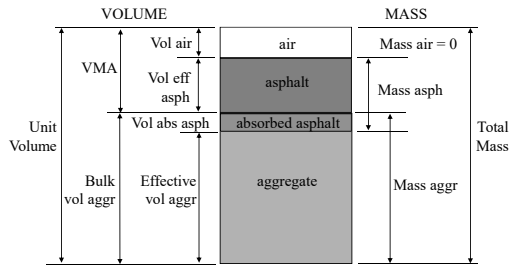 VOLUME
MASS
Vol air
air
Mass air = 0
VMA
Vol eff
asph
asphalt
Mass asph
Unit
Volume
Vol abs asph
absorbed asphalt
Total
Mass
Bulk
vol aggr
Effective
vol aggr
aggregate
Mass aggr